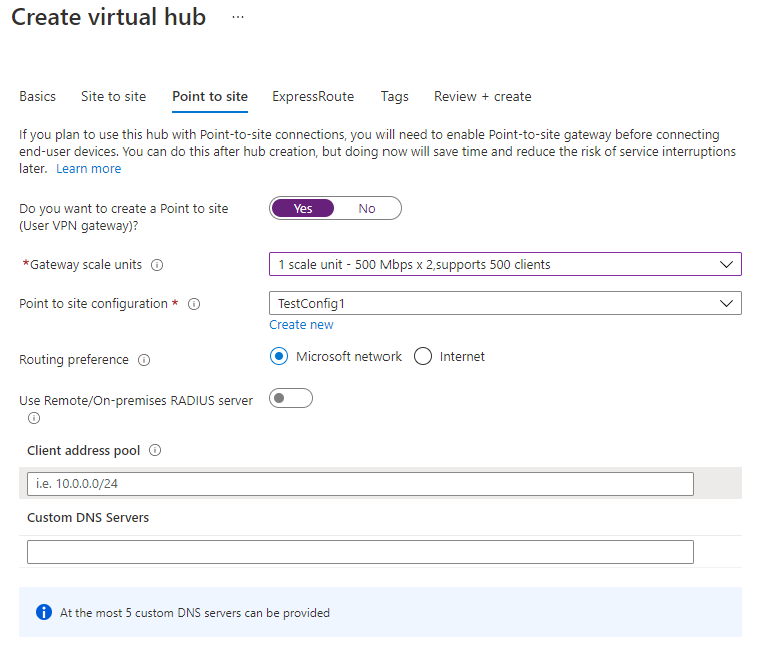 Create virtual hub ...
Basics Site to site Point to site ExpressRoute Tags Review + create
If you plan to use this hub with Point-to-site connections, you will need to enable Point-to-site gateway before connecting
end-user devices. You can do this after hub creation, but doing now will save time and reduce the risk of service interruptions
later. Learn more
Do you want to create a Point to site
(User VPN gateway)?
Yes No
*Gateway scale units
1 scale unit - 500 Mbps x 2,supports 500 clients
Point to site configuration *
TestConfig1
Create new
Routing preference
Microsoft network Internet
Use Remote/On-premises RADIUS server
Client address pool
i.e. 10.0.0.0/24
Custom DNS Servers
At the most 5 custom DNS servers can be provided